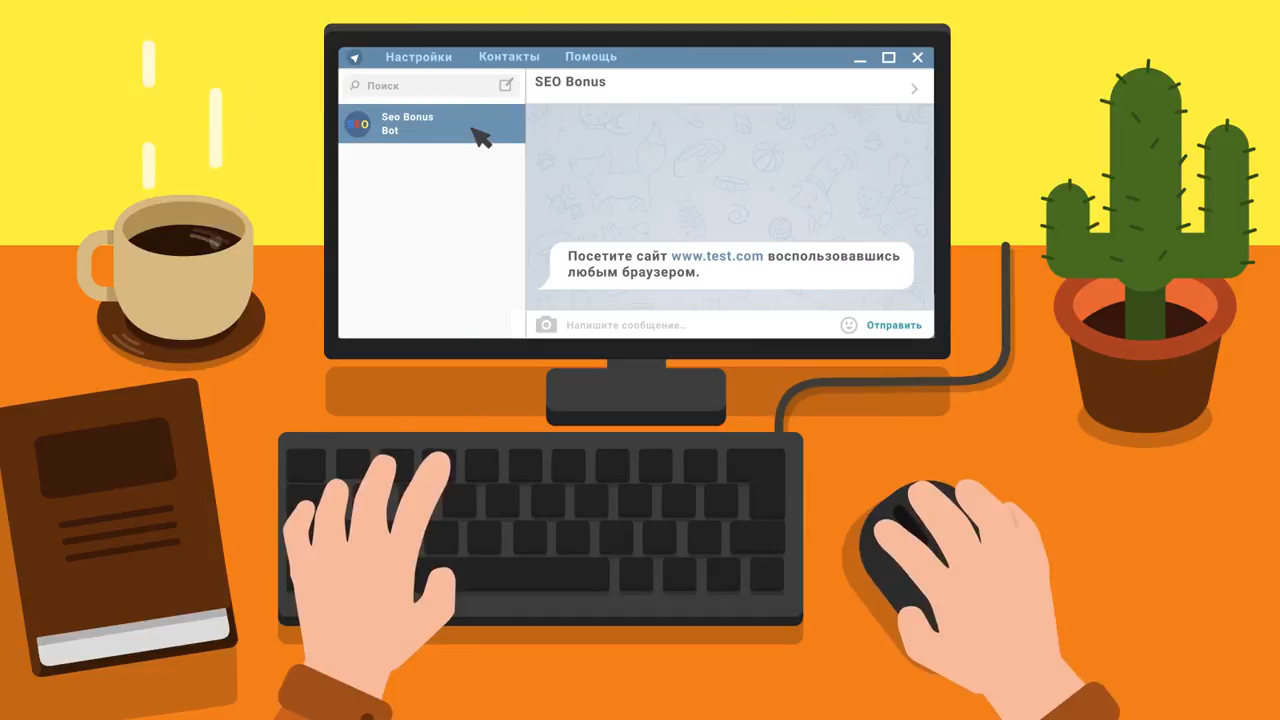 Настройки Контакты Помощь
Поиск
SEO Bonus
SEO
Seo Bonus
Bot
Посетите сайт www.test.com воспользовавшись
любым браузером.
Напишите сообщение..
Отправить